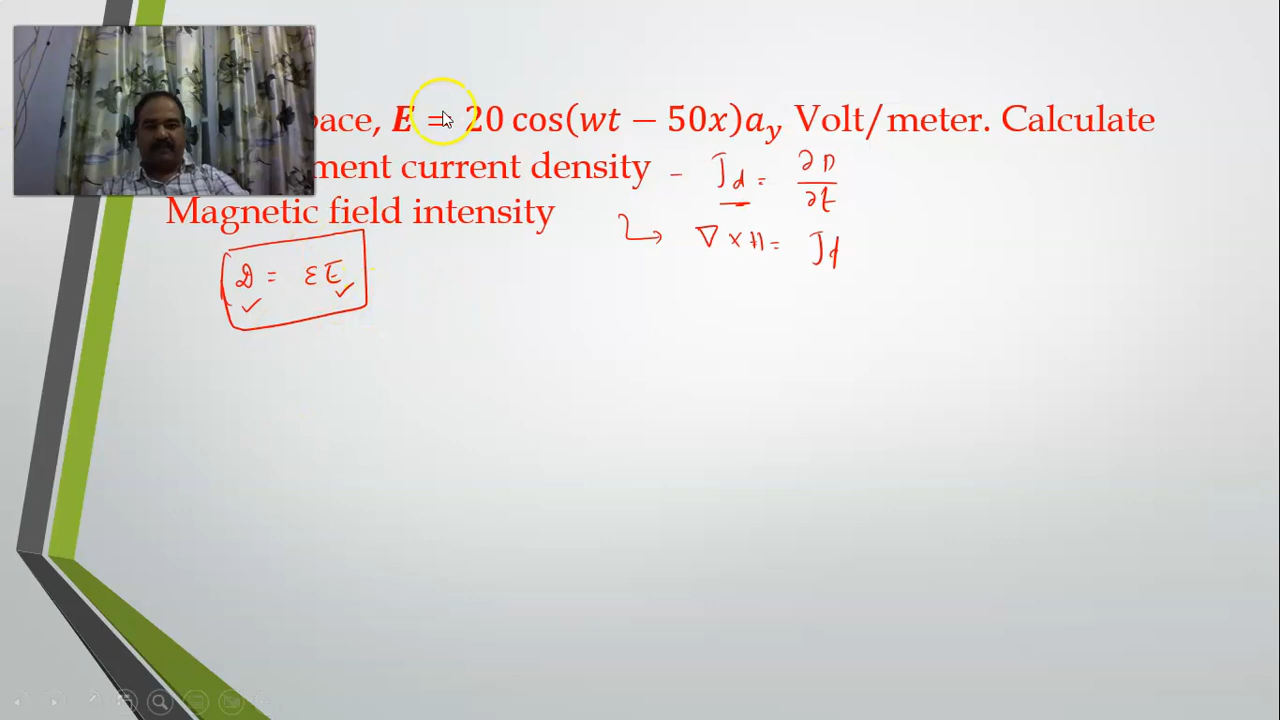 pace, E = 20 cos(wt − 50x)a_y Volt/meter. Calculate
ment current density - J_d = ∂D/∂t
Magnetic field intensity ∇ × H = J_d
D = εE